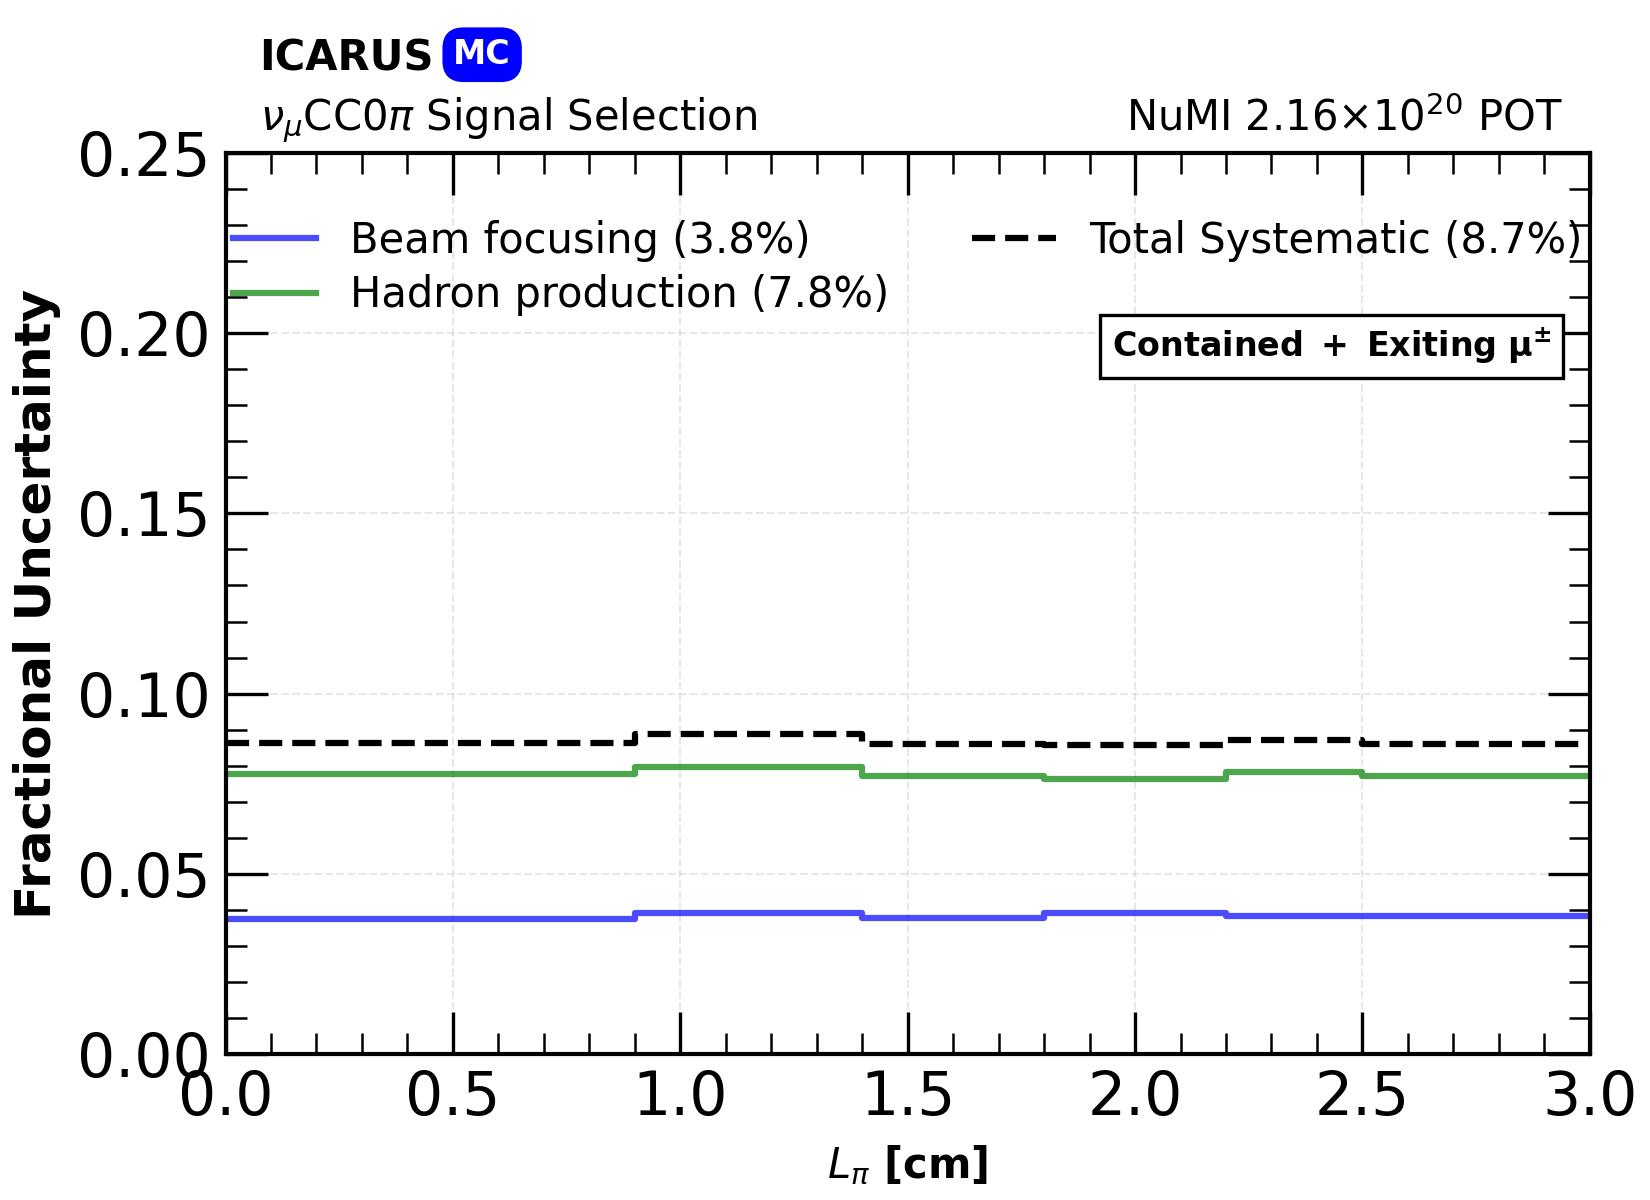 ICARUS MC
νμCC0π Signal Selection NuMI 2.16×10²⁰ POT
0.25
Beam focusing (3.8%) Total Systematic (8.7%)
Hadron production (7.8%)
Contained + Exiting μ±
0.20
0.15
0.10
0.05
0.00
Fractional Uncertainty
0.0 0.5 1.0 1.5 2.0 2.5 3.0
Lπ [cm]